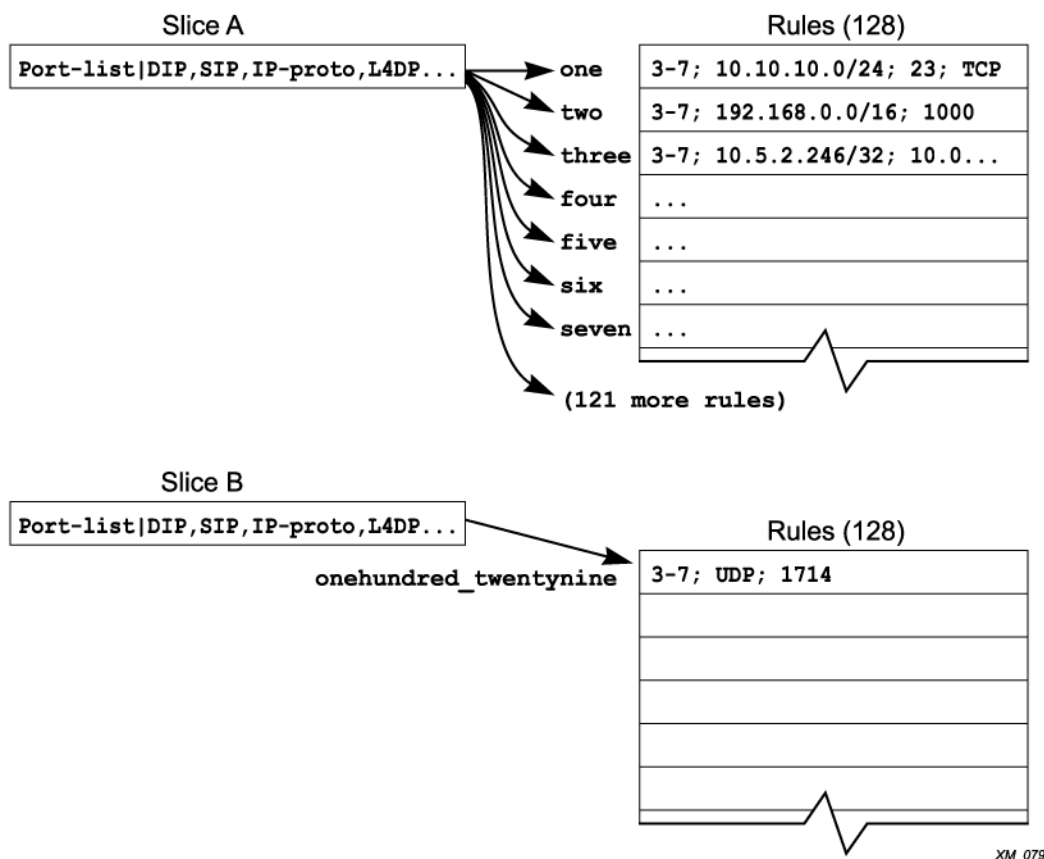 Slice A
Rules (128)
Port-list|DIP,SIP,IP-proto,L4DP...
one
3-7; 10.10.10.0/24; 23; TCP
two
3-7; 192.168.0.0/16; 1000
three
3-7; 10.5.2.246/32; 10.0...
four
...
five
...
six
...
seven
...
(121 more rules)
Slice B
Port-list|DIP,SIP,IP-proto,L4DP...
Rules (128)
onehundred_twentynine
3-7; UDP; 1714
XM_079